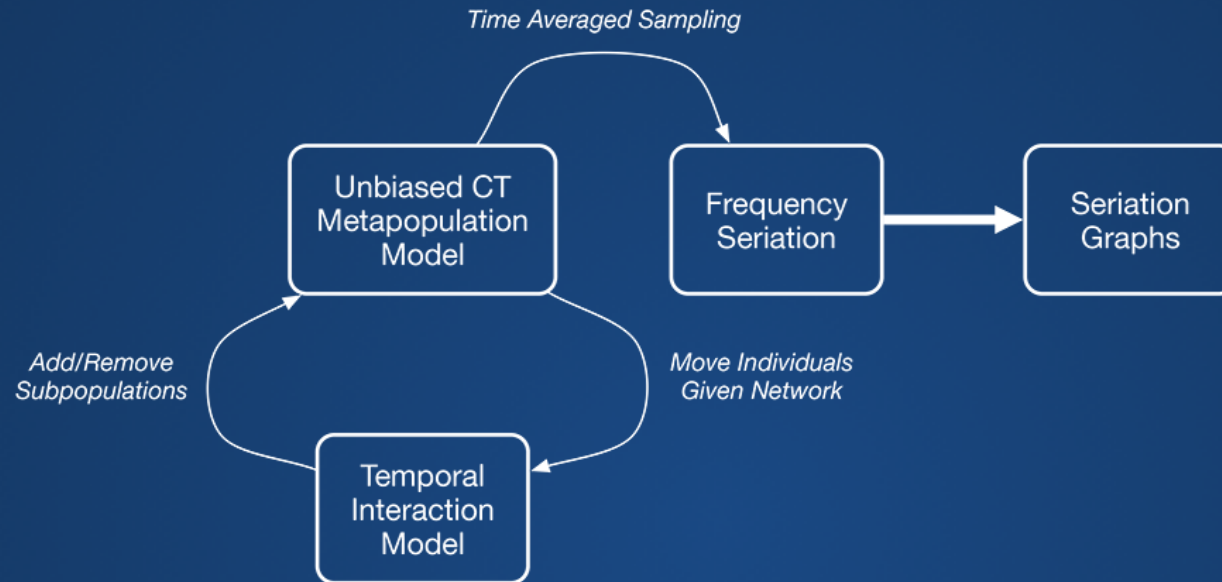 Time Averaged Sampling
Unbiased CT
Metapopulation
Model
Frequency
Seriation
Seriation
Graphs
Add/Remove
Subpopulations
Move Individuals
Given Network
Temporal
Interaction
Model